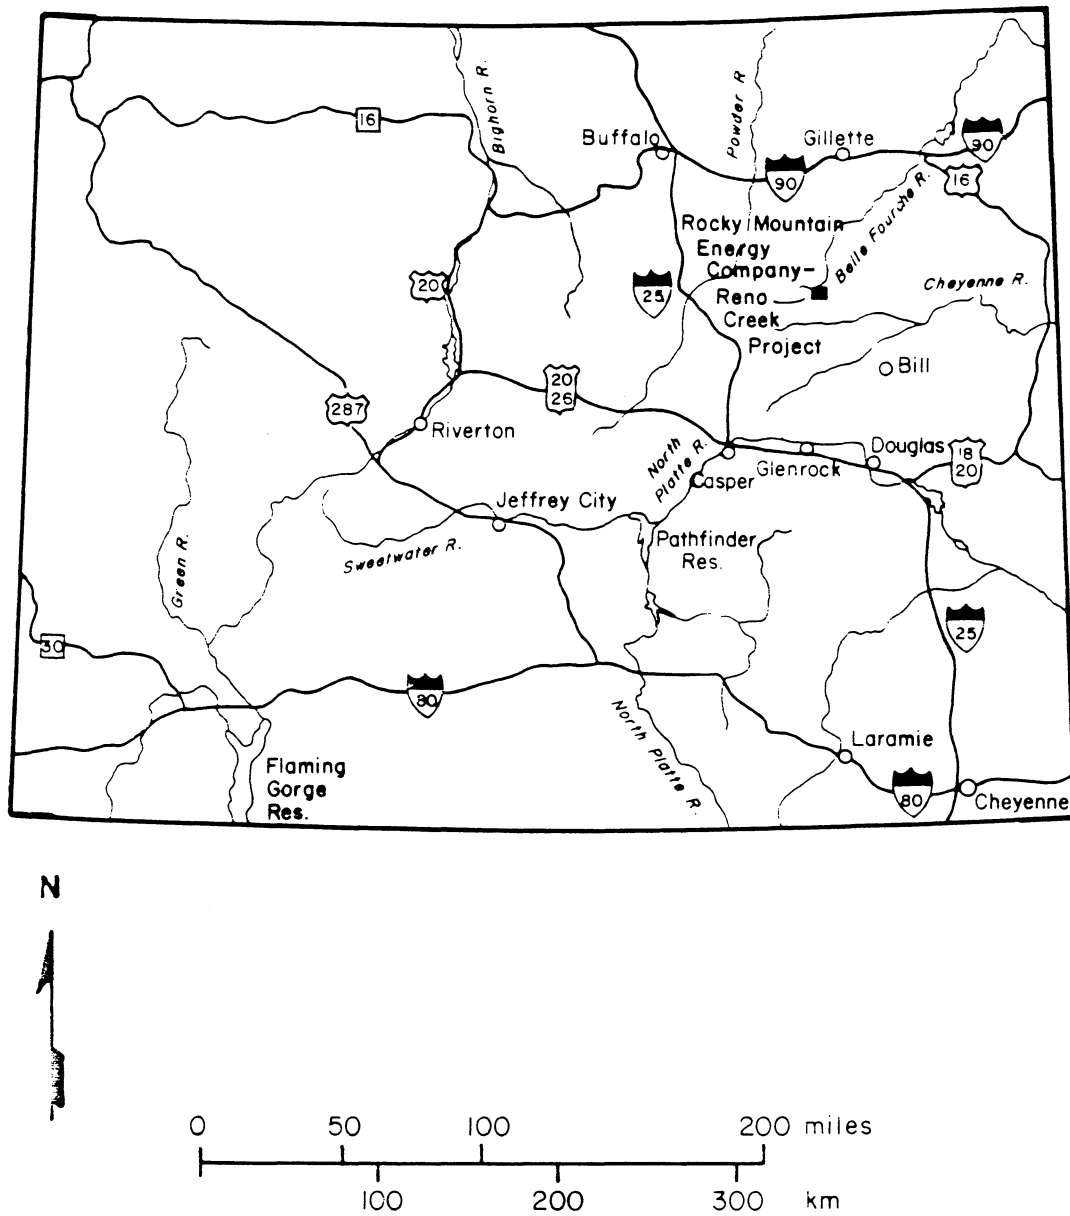 16
Bighorn R.
Powder R
Buffalo
Gillette
90
90
16
Rocky Mountain
Energy
Company-
Reno
Creek
Project
Belle Fourche R.
Cheyenne R.
20
25
Bill
287
20
26
Riverton
North
Platte R.
Casper
Glenrock
Douglas
18
20
Jeffrey City
Sweetwater R.
Pathfinder
Res.
Green R.
30
25
80
North Platte R
Laramie
Flaming
Gorge
Res.
80
Cheyenne
N
0 50 100 200 miles
100 200 300 km